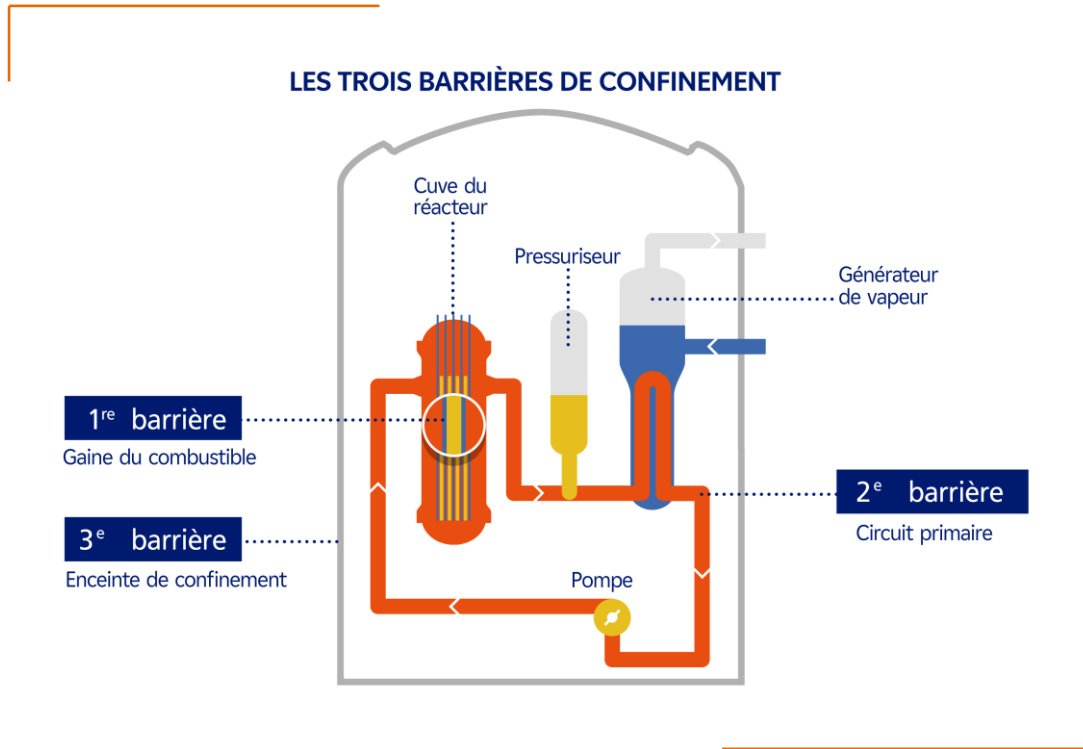 LES TROIS BARRIÈRES DE CONFINEMENT
Cuve du
réacteur
Pressuriseur
Générateur
de vapeur
1re barrière
Gaine du combustible
2e barrière
Circuit primaire
3e barrière
Enceinte de confinement
Pompe